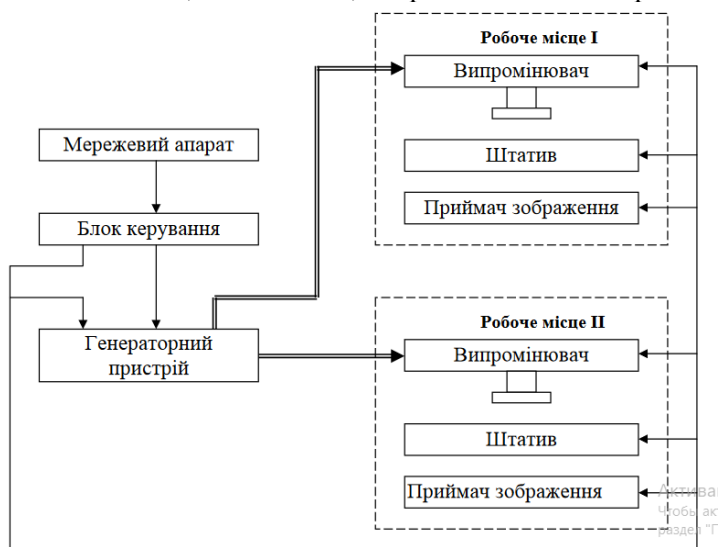 Робоче місце I
Випромінювач
Штатив
Приймач зображення
Мережевий апарат
Блок керування
Генераторний
пристрій
Робоче місце II
Випромінювач
Штатив
Приймач зображення